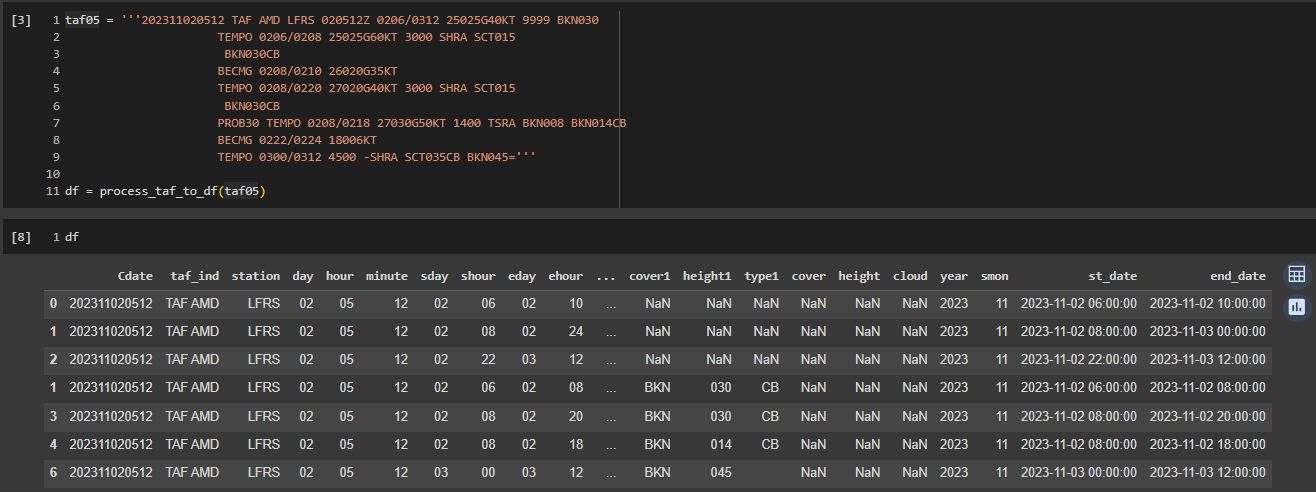 [3] 1 taf05 = '''202311020512 TAF AMD LFRS 020512Z 0206/0312 25025G40KT 9999 BKN030
2 TEMPO 0206/0208 25025G60KT 3000 SHRA SCT015
3 BKN030CB
4 BECMG 0208/0210 26020G35KT
5 TEMPO 0208/0220 27020G40KT 3000 SHRA SCT015
6 BKN030CB
7 PROB30 TEMPO 0208/0218 27030G50KT 1400 TSRA BKN008 BKN014CB
8 BECMG 0222/0224 18006KT
9 TEMPO 0300/0312 4500 -SHRA SCT035CB BKN045='''
10
11 df = process_taf_to_df(taf05)
[8] 1 df
Cdate taf_ind station day hour minute sday shour eday ehour ... cover1 height1 type1 cover height cloud year smon st_date end_date
0 202311020512 TAF AMD LFRS 02 05 12 02 06 02 10 ... NaN NaN NaN NaN NaN NaN 2023 11 2023-11-02 06:00:00 2023-11-02 10:00:00
1 202311020512 TAF AMD LFRS 02 05 12 02 08 02 24 ... NaN NaN NaN NaN NaN NaN 2023 11 2023-11-02 08:00:00 2023-11-03 00:00:00
2 202311020512 TAF AMD LFRS 02 05 12 02 22 03 12 ... NaN NaN NaN NaN NaN NaN 2023 11 2023-11-02 22:00:00 2023-11-03 12:00:00
1 202311020512 TAF AMD LFRS 02 05 12 02 06 02 08 ... BKN 030 CB NaN NaN NaN 2023 11 2023-11-02 06:00:00 2023-11-02 08:00:00
3 202311020512 TAF AMD LFRS 02 05 12 02 08 02 20 ... BKN 030 CB NaN NaN NaN 2023 11 2023-11-02 08:00:00 2023-11-02 20:00:00
4 202311020512 TAF AMD LFRS 02 05 12 02 08 02 18 ... BKN 014 CB NaN NaN NaN 2023 11 2023-11-02 08:00:00 2023-11-02 18:00:00
6 202311020512 TAF AMD LFRS 02 05 12 03 00 03 12 ... BKN 045 NaN NaN NaN 2023 11 2023-11-03 00:00:00 2023-11-03 12:00:00